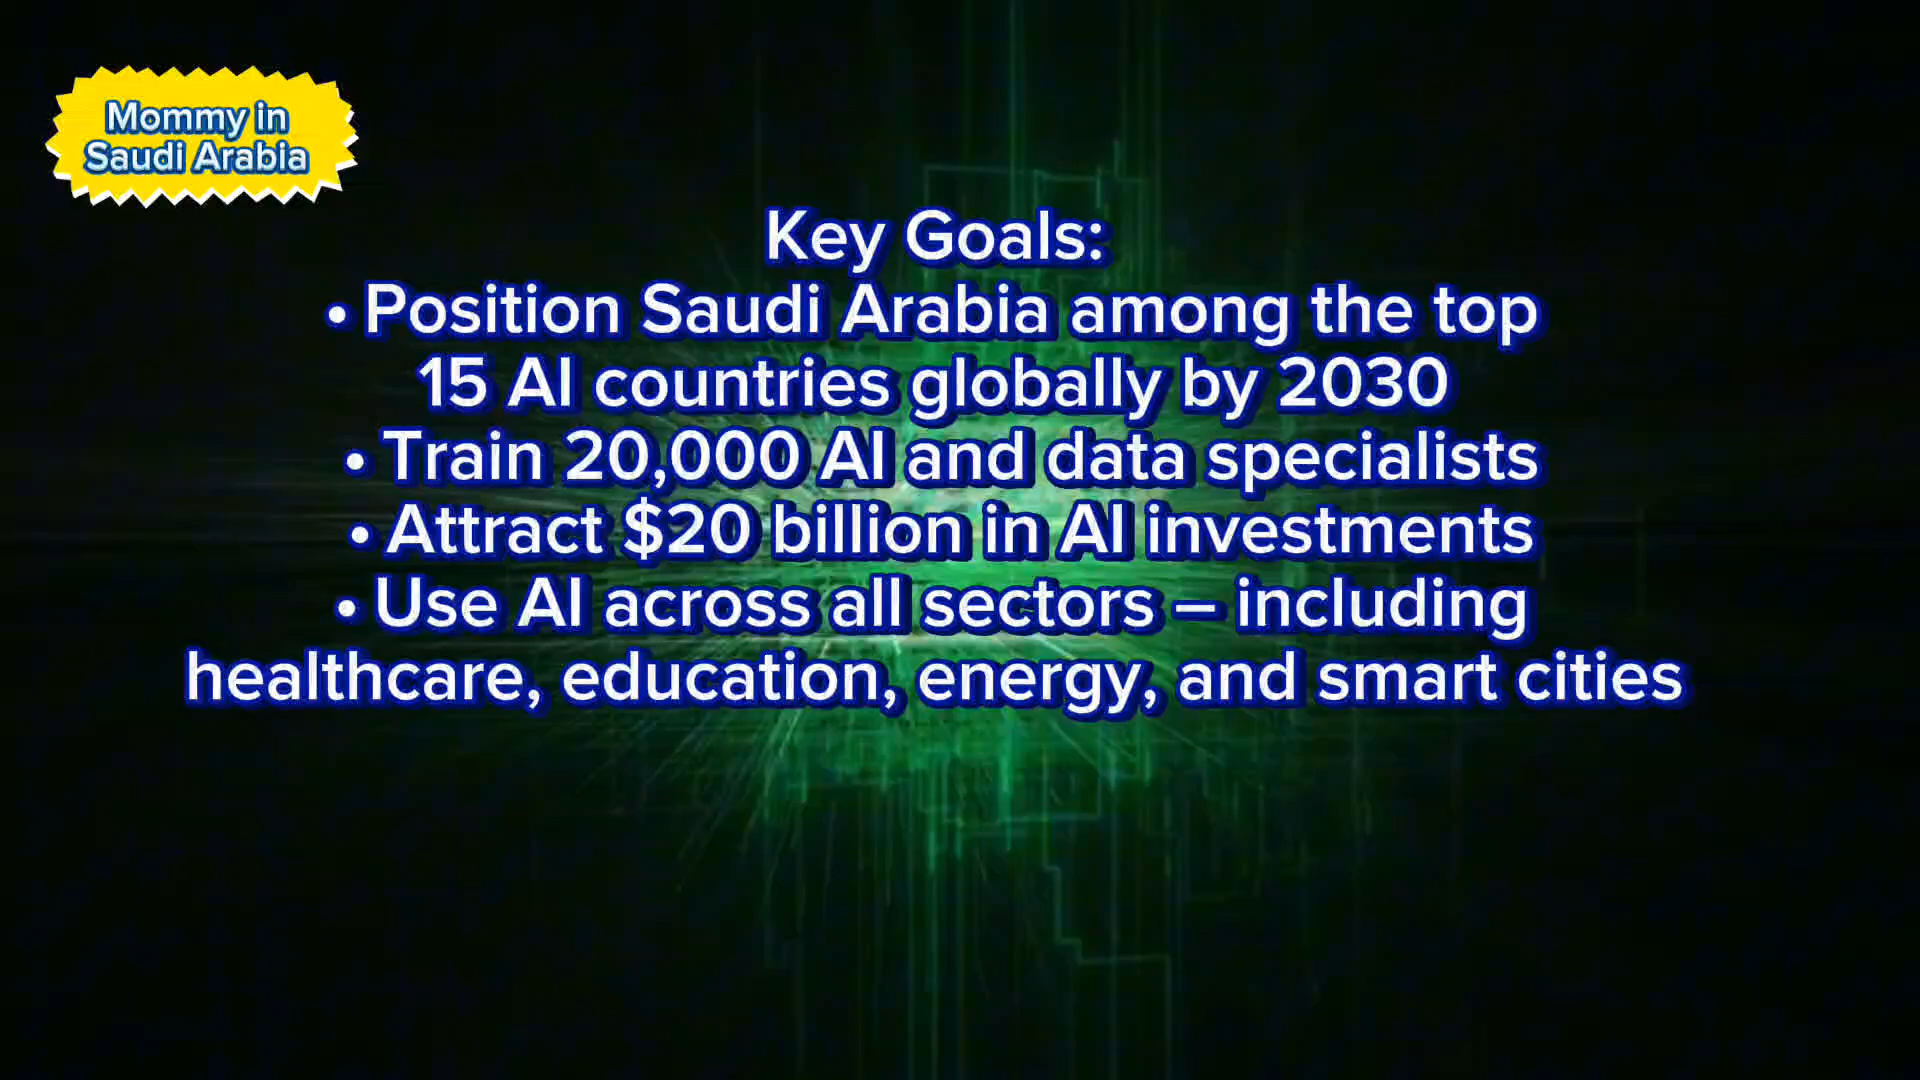 Mommy in
Saudi Arabia
Key Goals:
• Position Saudi Arabia among the top
15 AI countries globally by 2030
• Train 20,000 AI and data specialists
• Attract $20 billion in AI investments
• Use AI across all sectors – including
healthcare, education, energy, and smart cities